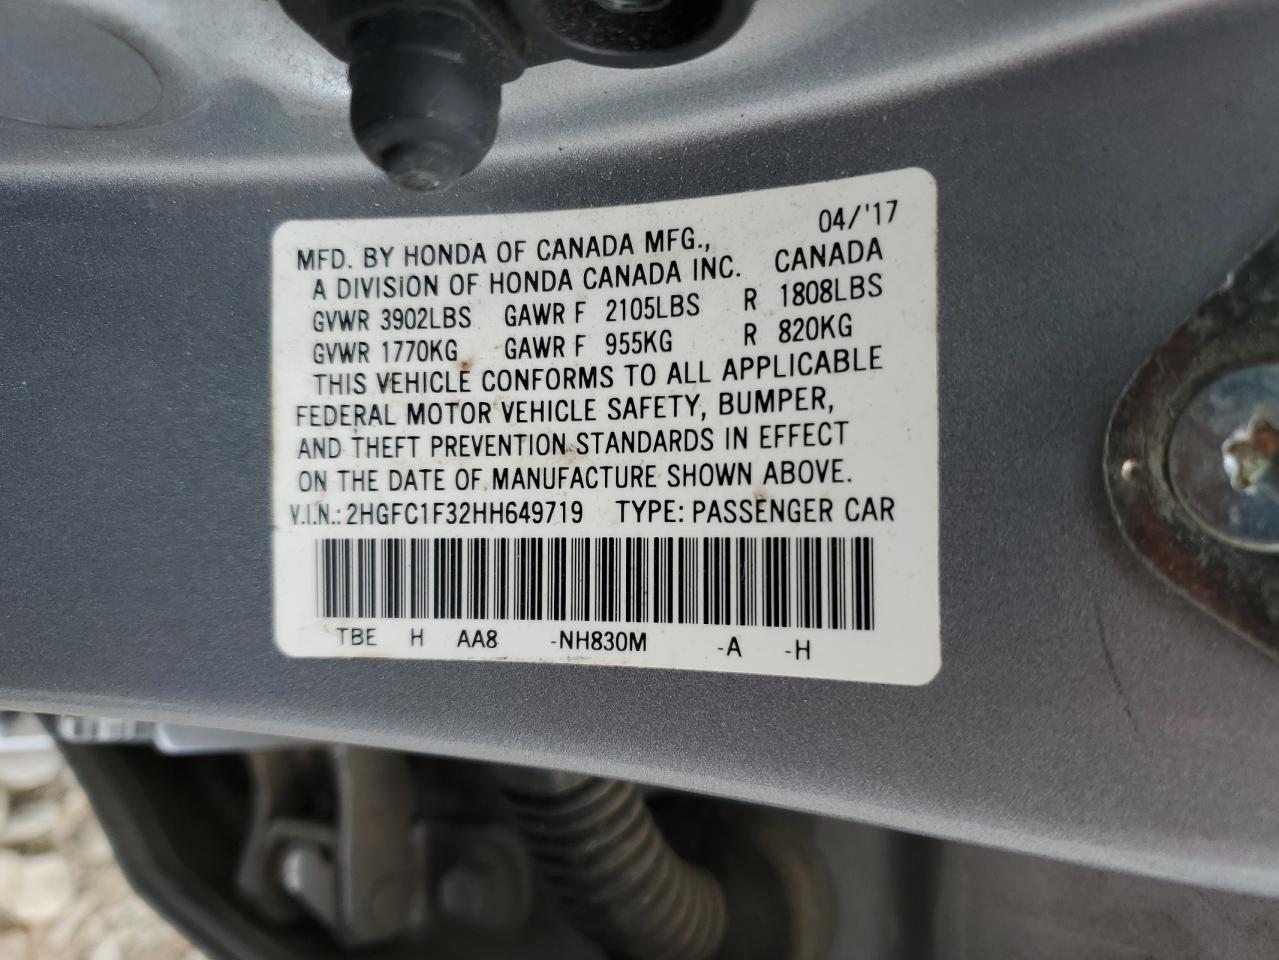 04/'17
MFD. BY HONDA OF CANADA MFG.,
A DIVISION OF HONDA CANADA INC. CANADA
GVWR 3902LBS GAWR F 2105LBS R 1808LBS
GVWR 1770KG GAWR F 955KG R 820KG
THIS VEHICLE CONFORMS TO ALL APPLICABLE
FEDERAL MOTOR VEHICLE SAFETY, BUMPER,
AND THEFT PREVENTION STANDARDS IN EFFECT
ON THE DATE OF MANUFACTURE SHOWN ABOVE.
V.I.N.: 2HGFC1F32HH649719 TYPE: PASSENGER CAR
TBE H AA8 -NH830M -A -H